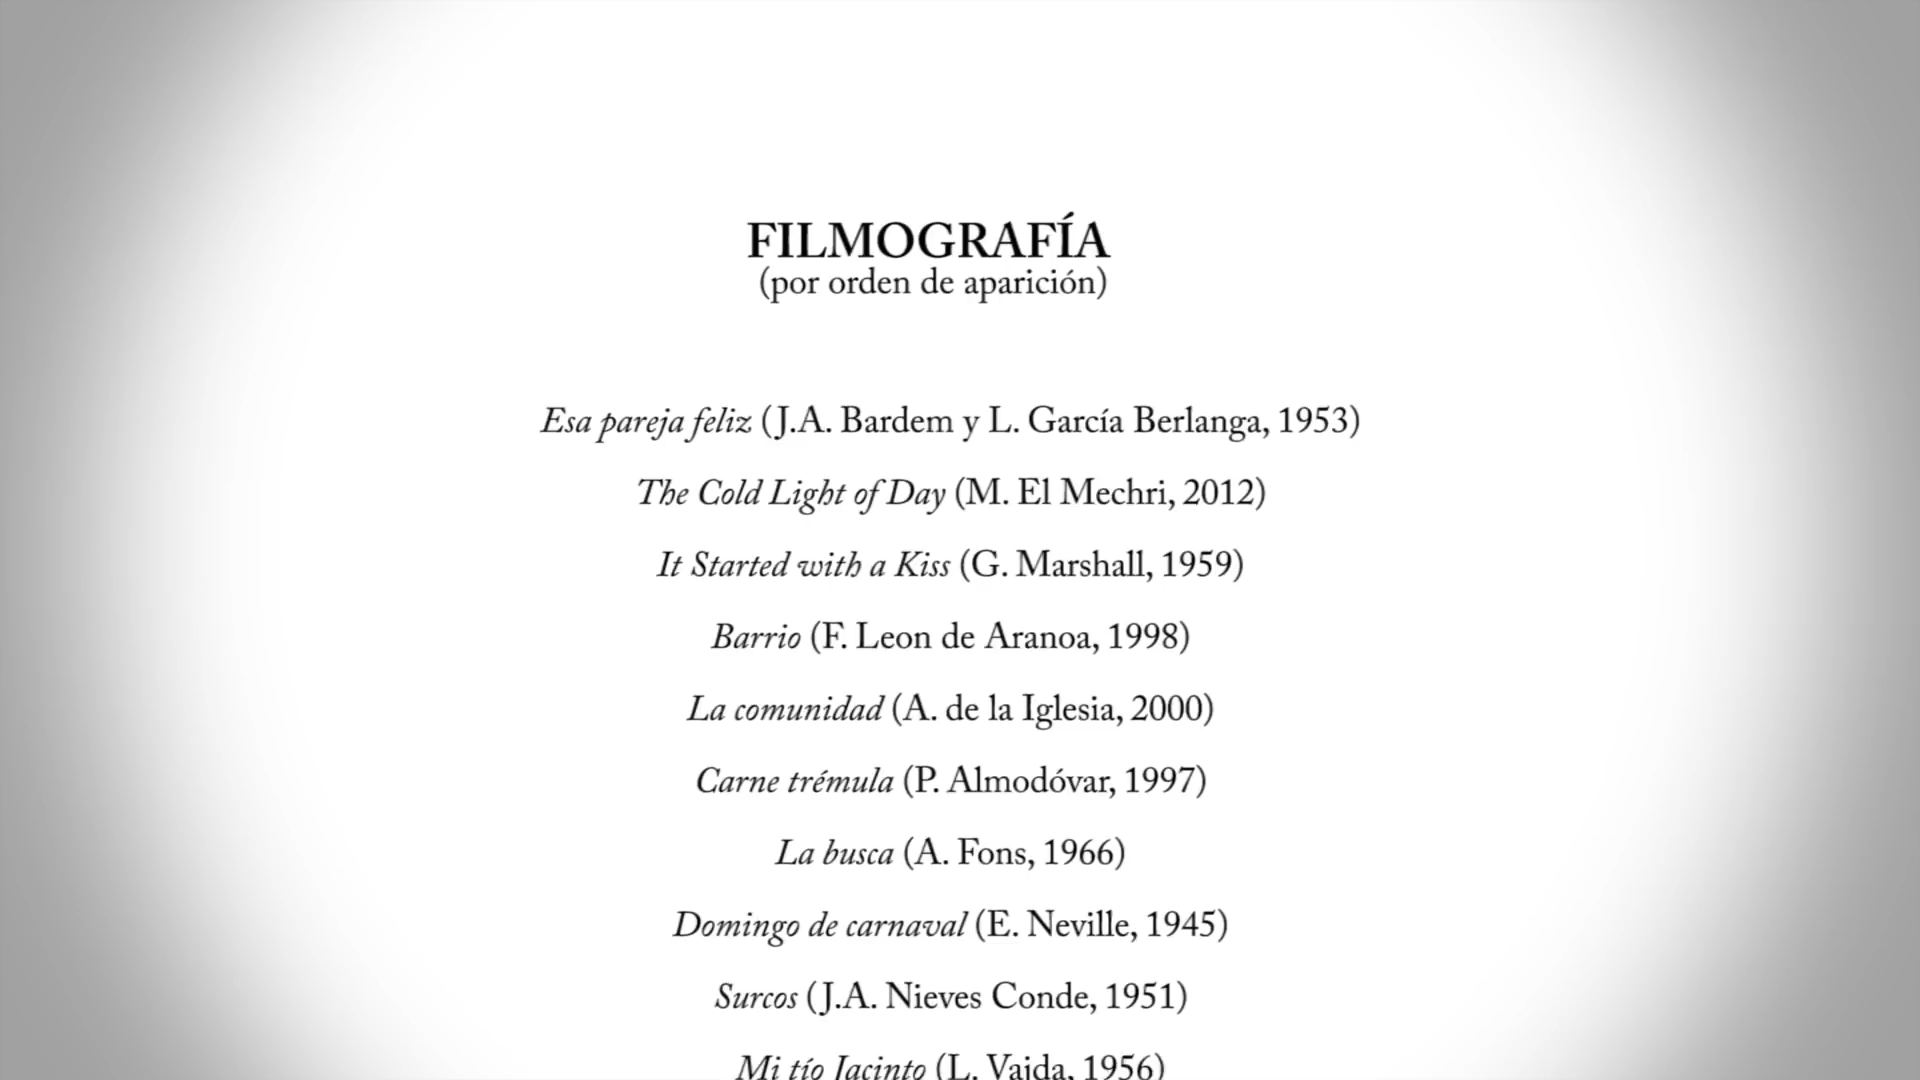 FILMOGRAFÍA
(por orden de aparición)
Esa pareja feliz (J.A. Bardem y L. García Berlanga, 1953)
The Cold Light of Day (M. El Mechri, 2012)
It Started with a Kiss (G. Marshall, 1959)
Barrio (F. Leon de Aranoa, 1998)
La comunidad (A. de la Iglesia, 2000)
Carne trémula (P. Almodóvar, 1997)
La busca (A. Fons, 1966)
Domingo de carnaval (E. Neville, 1945)
Surcos (J.A. Nieves Conde, 1951)
Mi tío Jacinto (L. Vajda, 1956)